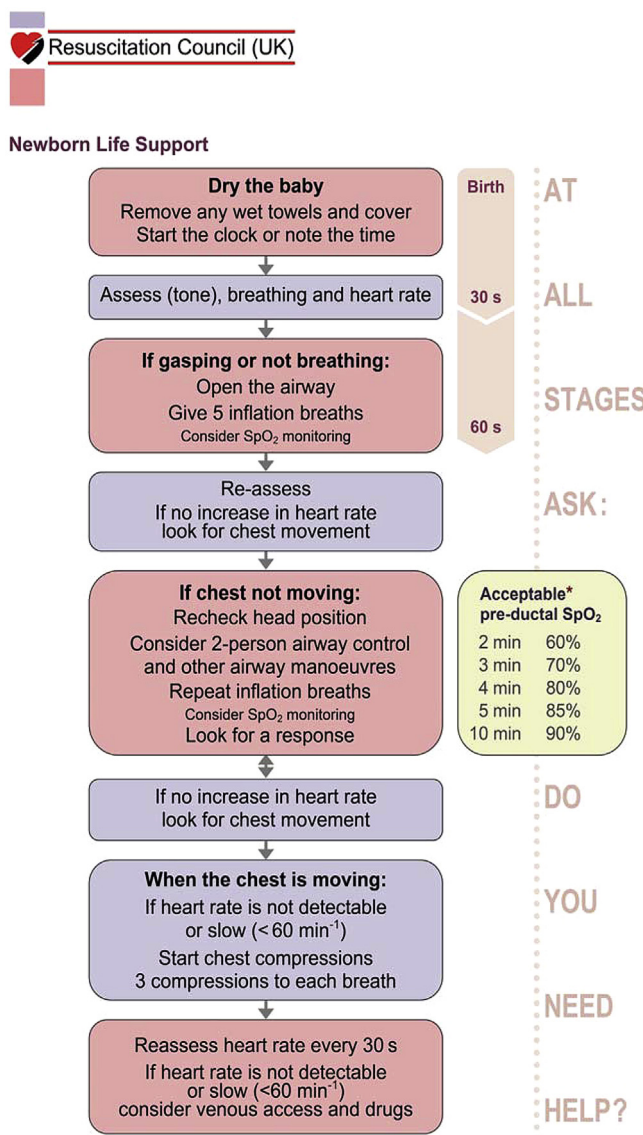 Resuscitation Council (UK)
Newborn Life Support
Dry the baby
Remove any wet towels and cover
Start the clock or note the time
Birth
AT
Assess (tone), breathing and heart rate
30 s
ALL
If gasping or not breathing:
Open the airway
Give 5 inflation breaths
Consider SpO₂ monitoring
60 s
STAGES
Re-assess
If no increase in heart rate
look for chest movement
ASK:
If chest not moving:
Recheck head position
Consider 2-person airway control
and other airway manoeuvres
Repeat inflation breaths
Consider SpO₂ monitoring
Look for a response
Acceptable*
pre-ductal SpO₂
2 min 60%
3 min 70%
4 min 80%
5 min 85%
10 min 90%
If no increase in heart rate
look for chest movement
DO
When the chest is moving:
If heart rate is not detectable
or slow (< 60 min⁻¹)
Start chest compressions
3 compressions to each breath
YOU
Reassess heart rate every 30 s
If heart rate is not detectable
or slow (<60 min⁻¹)
consider venous access and drugs
NEED
HELP?